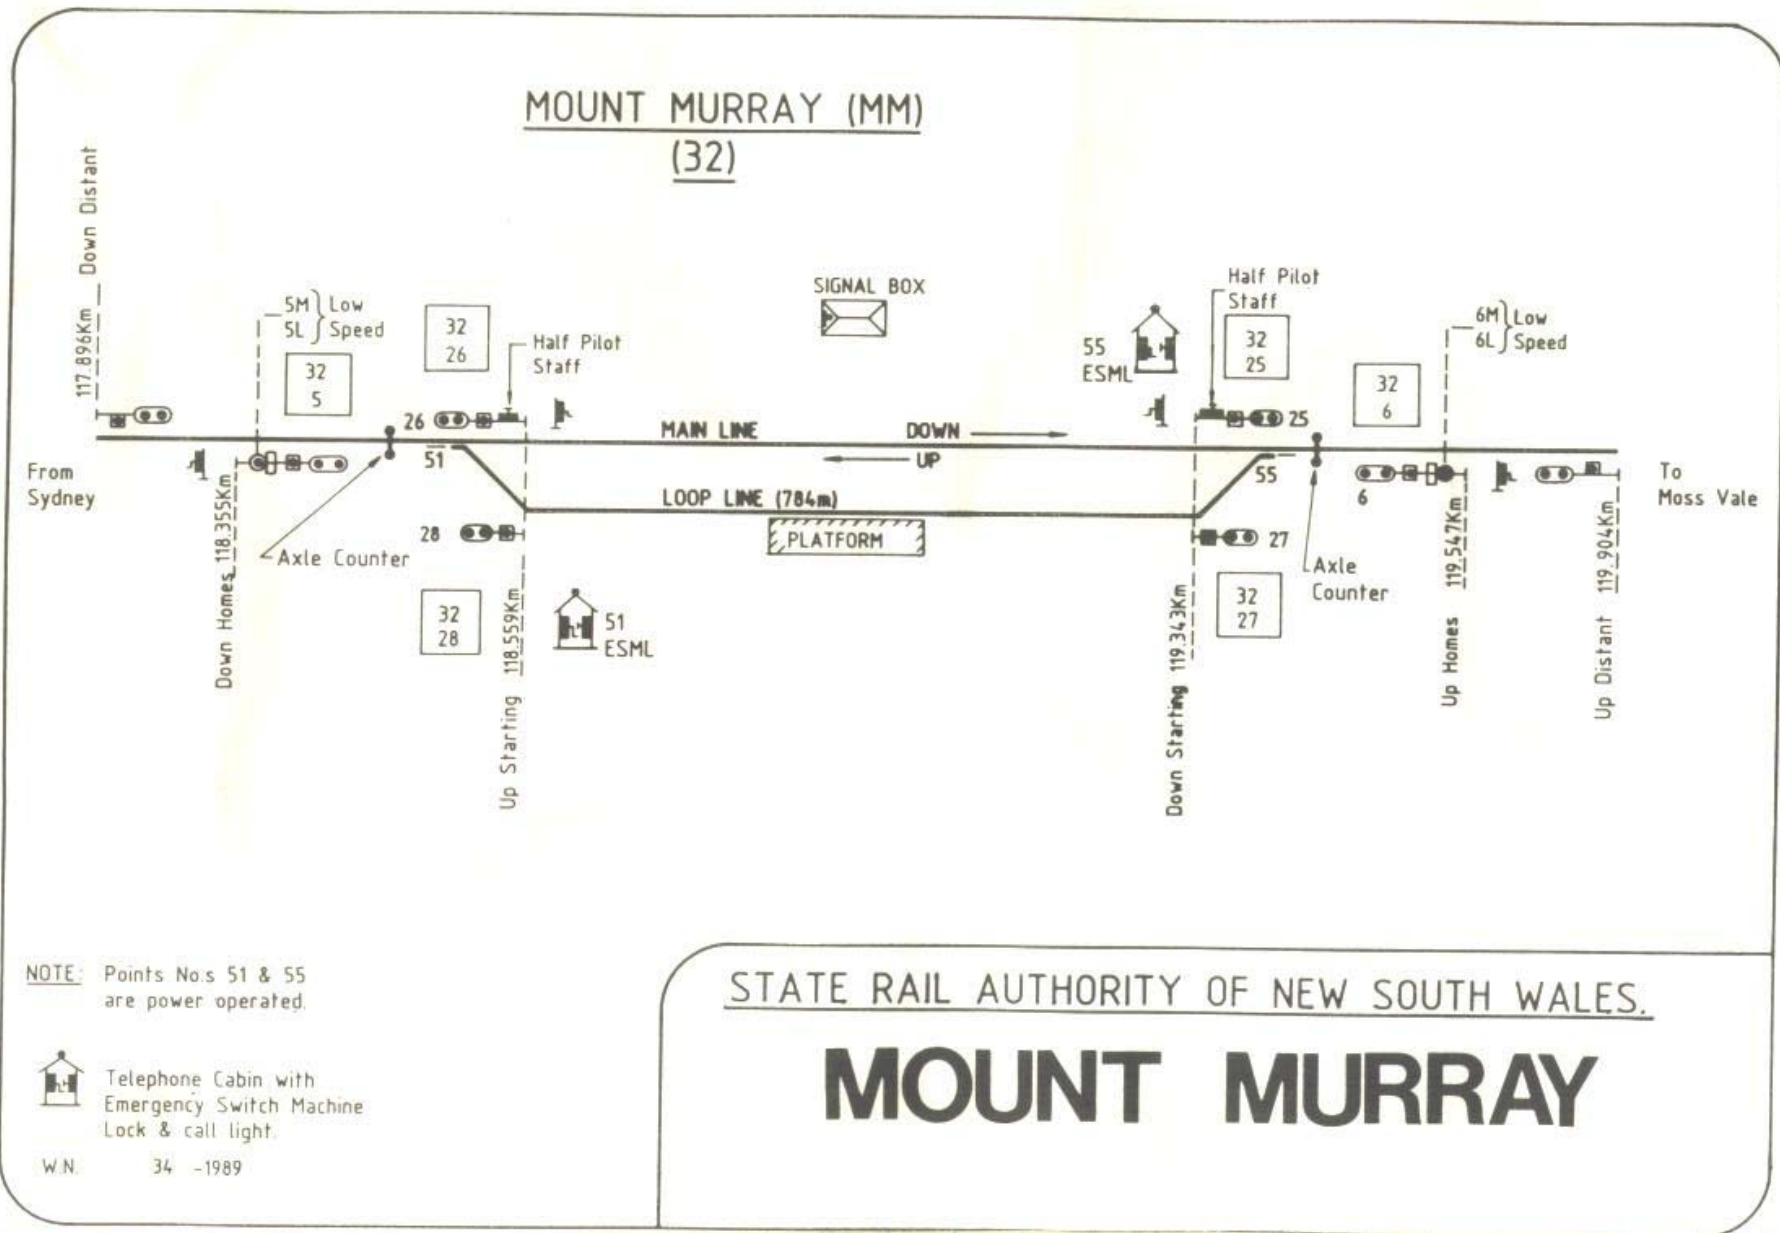 MOUNT MURRAY (MM)
(32)
117.896Km Down Distant
5M
5L
Low
Speed
32
5
32
26
Half Pilot
Staff
SIGNAL BOX
55
ESML
Half Pilot
Staff
32
25
32
6
6M
6L
Low
Speed
26
25
MAIN LINE
DOWN
UP
51
55
From
Sydney
6
To
Moss Vale
LOOP LINE (784m)
PLATFORM
28
27
Axle Counter
Axle
Counter
32
28
51
ESML
32
27
Down Homes 118.355Km
Up Starting 118.559Km
Down Starting 119.343Km
Up Homes 119.547Km
Up Distant 119.904Km
NOTE: Points No.s 51 & 55
are power operated.
Telephone Cabin with
Emergency Switch Machine
Lock & call light.
W.N. 34 -1989
STATE RAIL AUTHORITY OF NEW SOUTH WALES.
MOUNT MURRAY